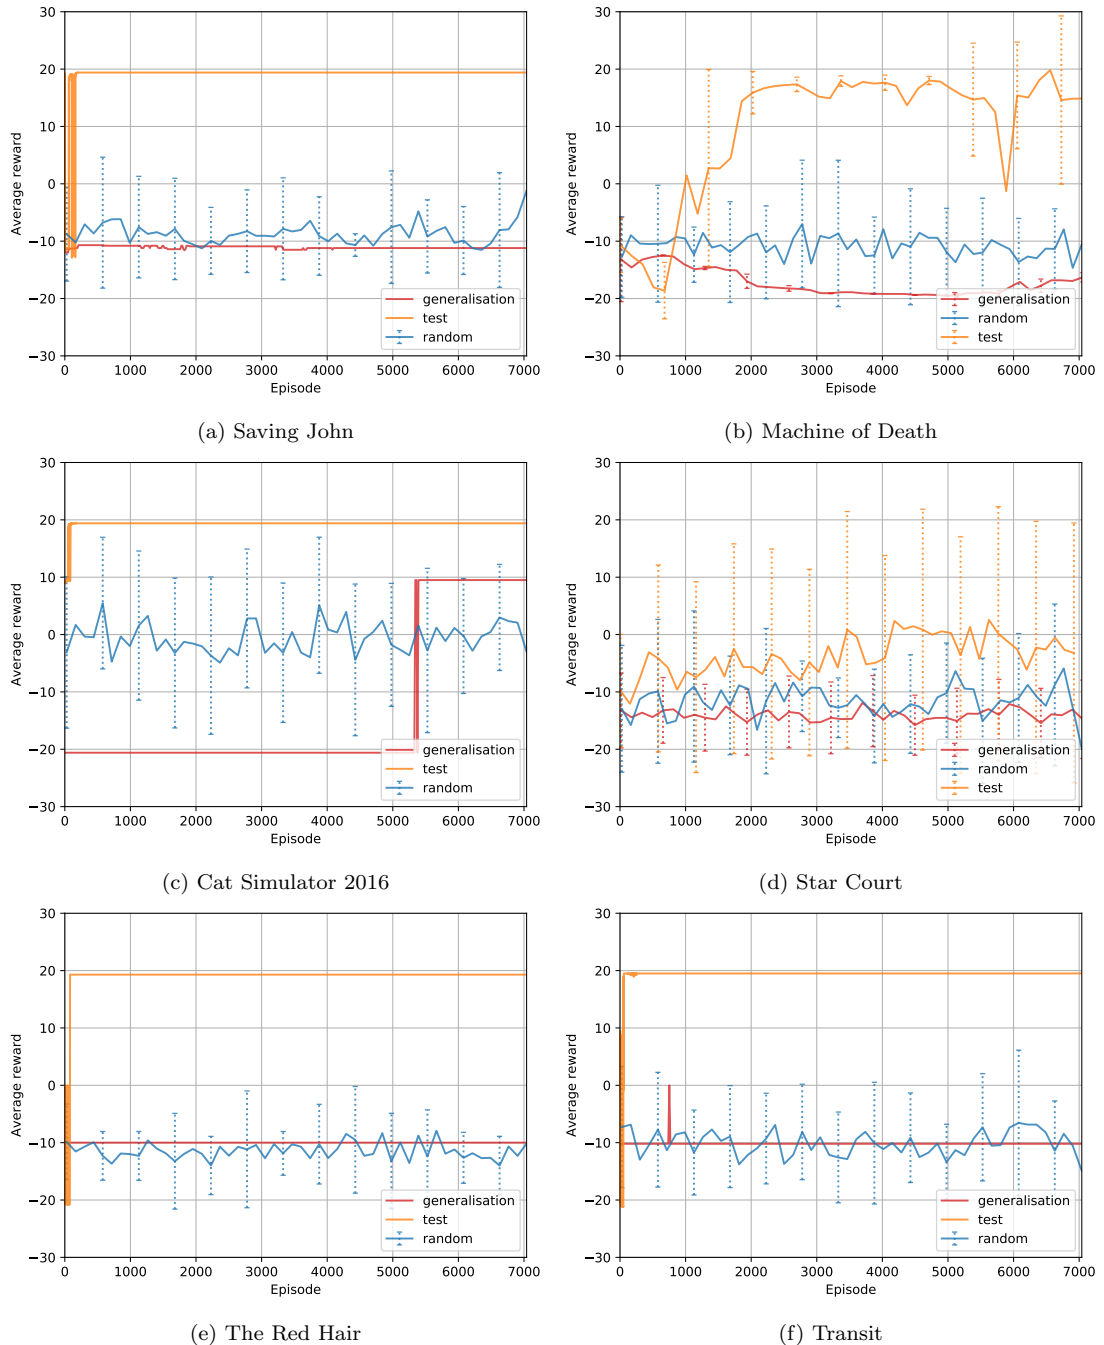 30
20
10
0
−10
−20
−30
Average reward
0 1000 2000 3000 4000 5000 6000 7000
Episode
generalisation
test
random
(a) Saving John
30
20
10
0
−10
−20
−30
Average reward
0 1000 2000 3000 4000 5000 6000 7000
Episode
generalisation
random
test
(b) Machine of Death
30
20
10
0
−10
−20
−30
Average reward
0 1000 2000 3000 4000 5000 6000 7000
Episode
generalisation
test
random
(c) Cat Simulator 2016
30
20
10
0
−10
−20
−30
Average reward
0 1000 2000 3000 4000 5000 6000 7000
Episode
generalisation
random
test
(d) Star Court
30
20
10
0
−10
−20
−30
Average reward
0 1000 2000 3000 4000 5000 6000 7000
Episode
generalisation
test
random
(e) The Red Hair
30
20
10
0
−10
−20
−30
Average reward
0 1000 2000 3000 4000 5000 6000 7000
Episode
generalisation
test
random
(f) Transit